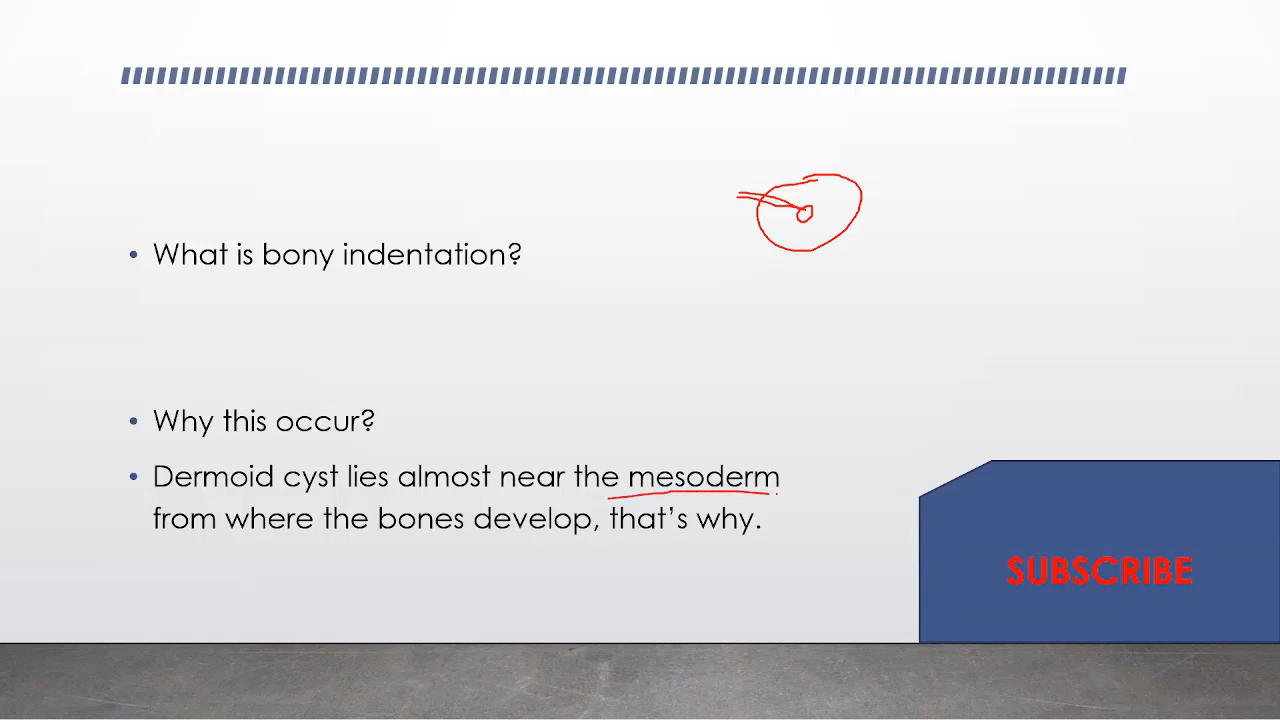 What is bony indentation?
Why this occur?
Dermoid cyst lies almost near the mesoderm
from where the bones develop, that's why.
SUBSCRIBE